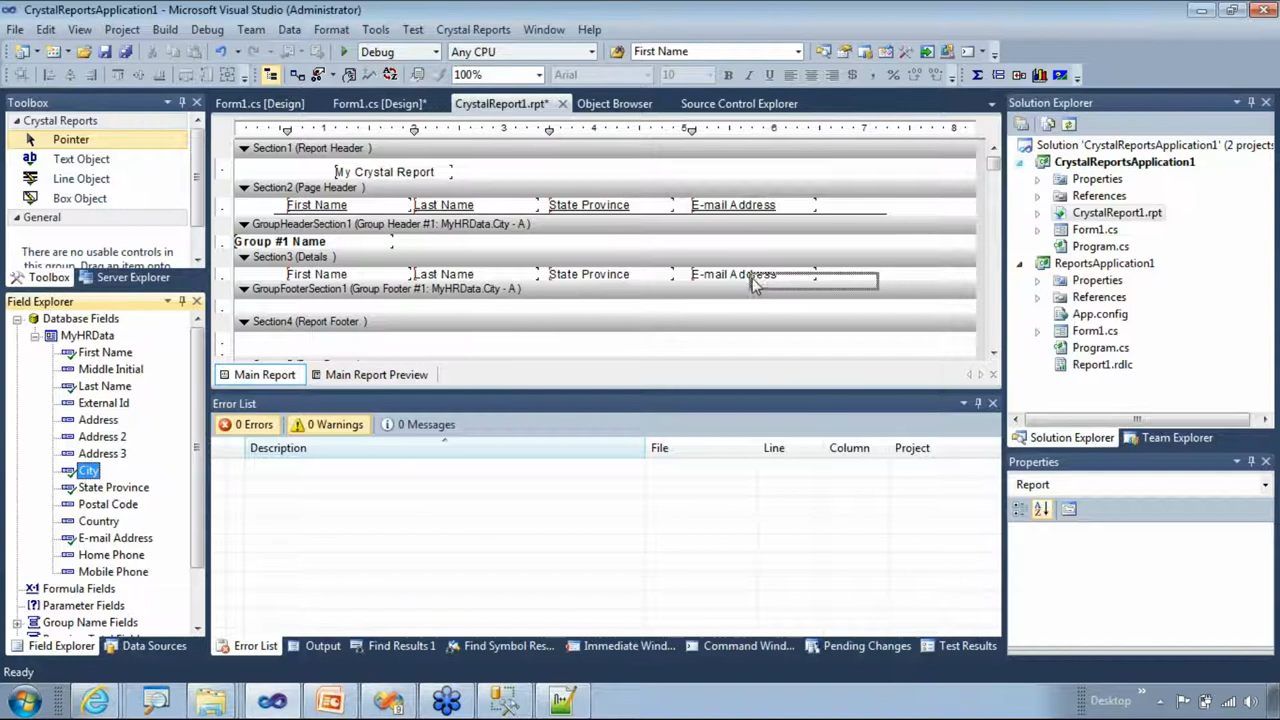 CrystalReportsApplication1 - Microsoft Visual Studio (Administrator)
File Edit View Project Build Debug Team Data Format Tools Test Crystal Reports Window Help
Debug Any CPU First Name
100% Arial 10 B I U $ %
Toolbox
Crystal Reports
Pointer
ab Text Object
Line Object
Box Object
General
There are no usable controls in
this group. Drag an item onto
Toolbox Server Explorer
Field Explorer
Database Fields
MyHRData
First Name
Middle Initial
Last Name
External Id
Address
Address 2
Address 3
City
State Province
Postal Code
Country
E-mail Address
Home Phone
Mobile Phone
Formula Fields
Parameter Fields
Group Name Fields
Field Explorer Data Sources
Form1.cs [Design] Form1.cs [Design]* CrystalReport1.rpt* Object Browser Source Control Explorer
1 2 3 4 5 6 7 8
Section1 (Report Header )
My Crystal Report
Section2 (Page Header )
First Name Last Name State Province E-mail Address
GroupHeaderSection1 (Group Header #1: MyHRData.City - A )
Group #1 Name
Section3 (Details )
First Name Last Name State Province E-mail Address
GroupFooterSection1 (Group Footer #1: MyHRData.City - A )
Section4 (Report Footer )
Main Report Main Report Preview
Error List
0 Errors 0 Warnings 0 Messages
Description File Line Column Project
Error List Output Find Results 1 Find Symbol Res... Immediate Wind... Command Wind... Pending Changes Test Results
Solution Explorer
Solution 'CrystalReportsApplication1' (2 projects
CrystalReportsApplication1
Properties
References
CrystalReport1.rpt
Form1.cs
Program.cs
ReportsApplication1
Properties
References
App.config
Form1.cs
Program.cs
Report1.rdlc
Solution Explorer Team Explorer
Properties
Report
Ready
Desktop